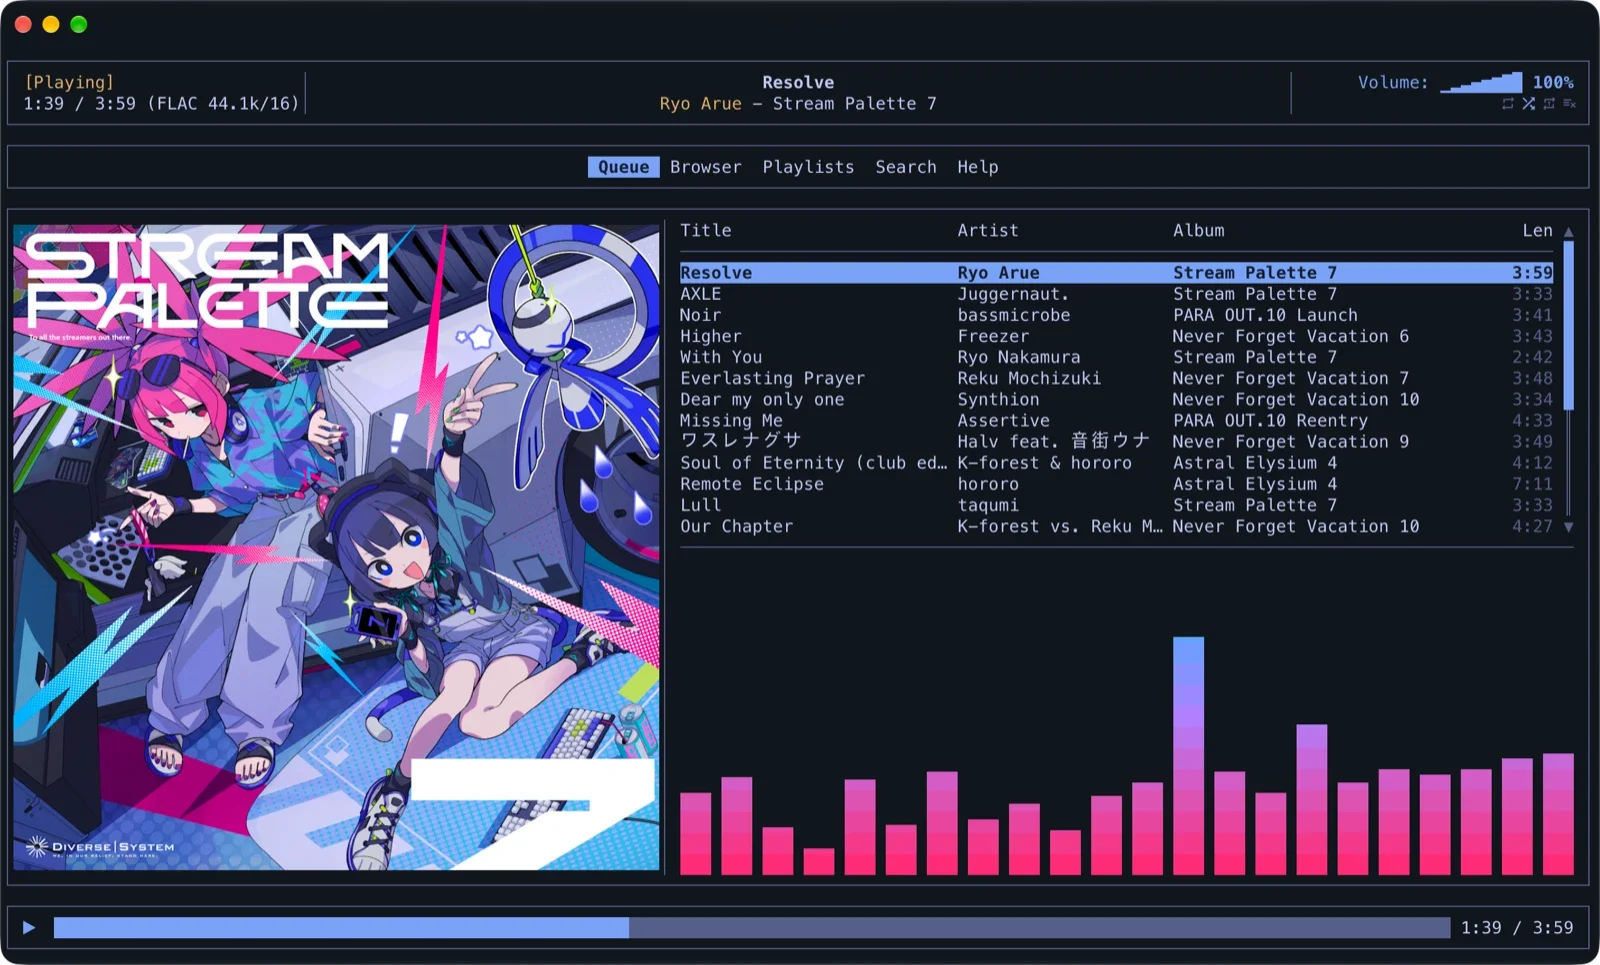 [Playing]
1:39 / 3:59 (FLAC 44.1k/16)
Resolve
Ryo Arue – Stream Palette 7
Volume: 100%
Queue Browser Playlists Search Help
STREAM
PALETTE
To all the streamers out there.
7
DIVERSE|SYSTEM
Title Artist Album Len
Resolve Ryo Arue Stream Palette 7 3:59
AXLE Juggernaut. Stream Palette 7 3:33
Noir bassmicrobe PARA OUT.10 Launch 3:41
Higher Freezer Never Forget Vacation 6 3:43
With You Ryo Nakamura Stream Palette 7 2:42
Everlasting Prayer Reku Mochizuki Never Forget Vacation 7 3:48
Dear my only one Synthion Never Forget Vacation 10 3:34
Missing Me Assertive PARA OUT.10 Reentry 4:33
ワスレナグサ Halv feat. 音街ウナ Never Forget Vacation 9 3:49
Soul of Eternity (club ed… K-forest & hororo Astral Elysium 4 4:12
Remote Eclipse hororo Astral Elysium 4 7:11
Lull taqumi Stream Palette 7 3:33
Our Chapter K-forest vs. Reku M… Never Forget Vacation 10 4:27
1:39 / 3:59